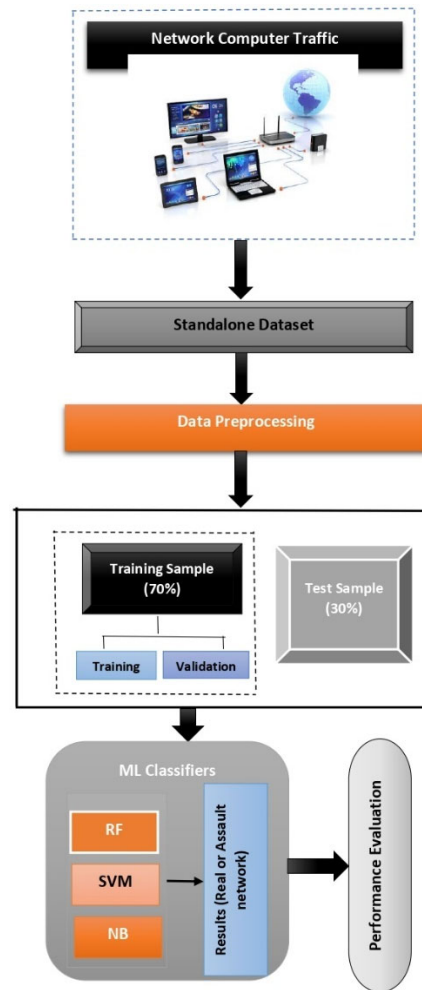 Network Computer Traffic
Standalone Dataset
Data Preprocessing
Training Sample
(70%)
Test Sample
(30%)
Training
Validation
ML Classifiers
RF
SVM
NB
Results (Real or Assault
network)
Performance Evaluation